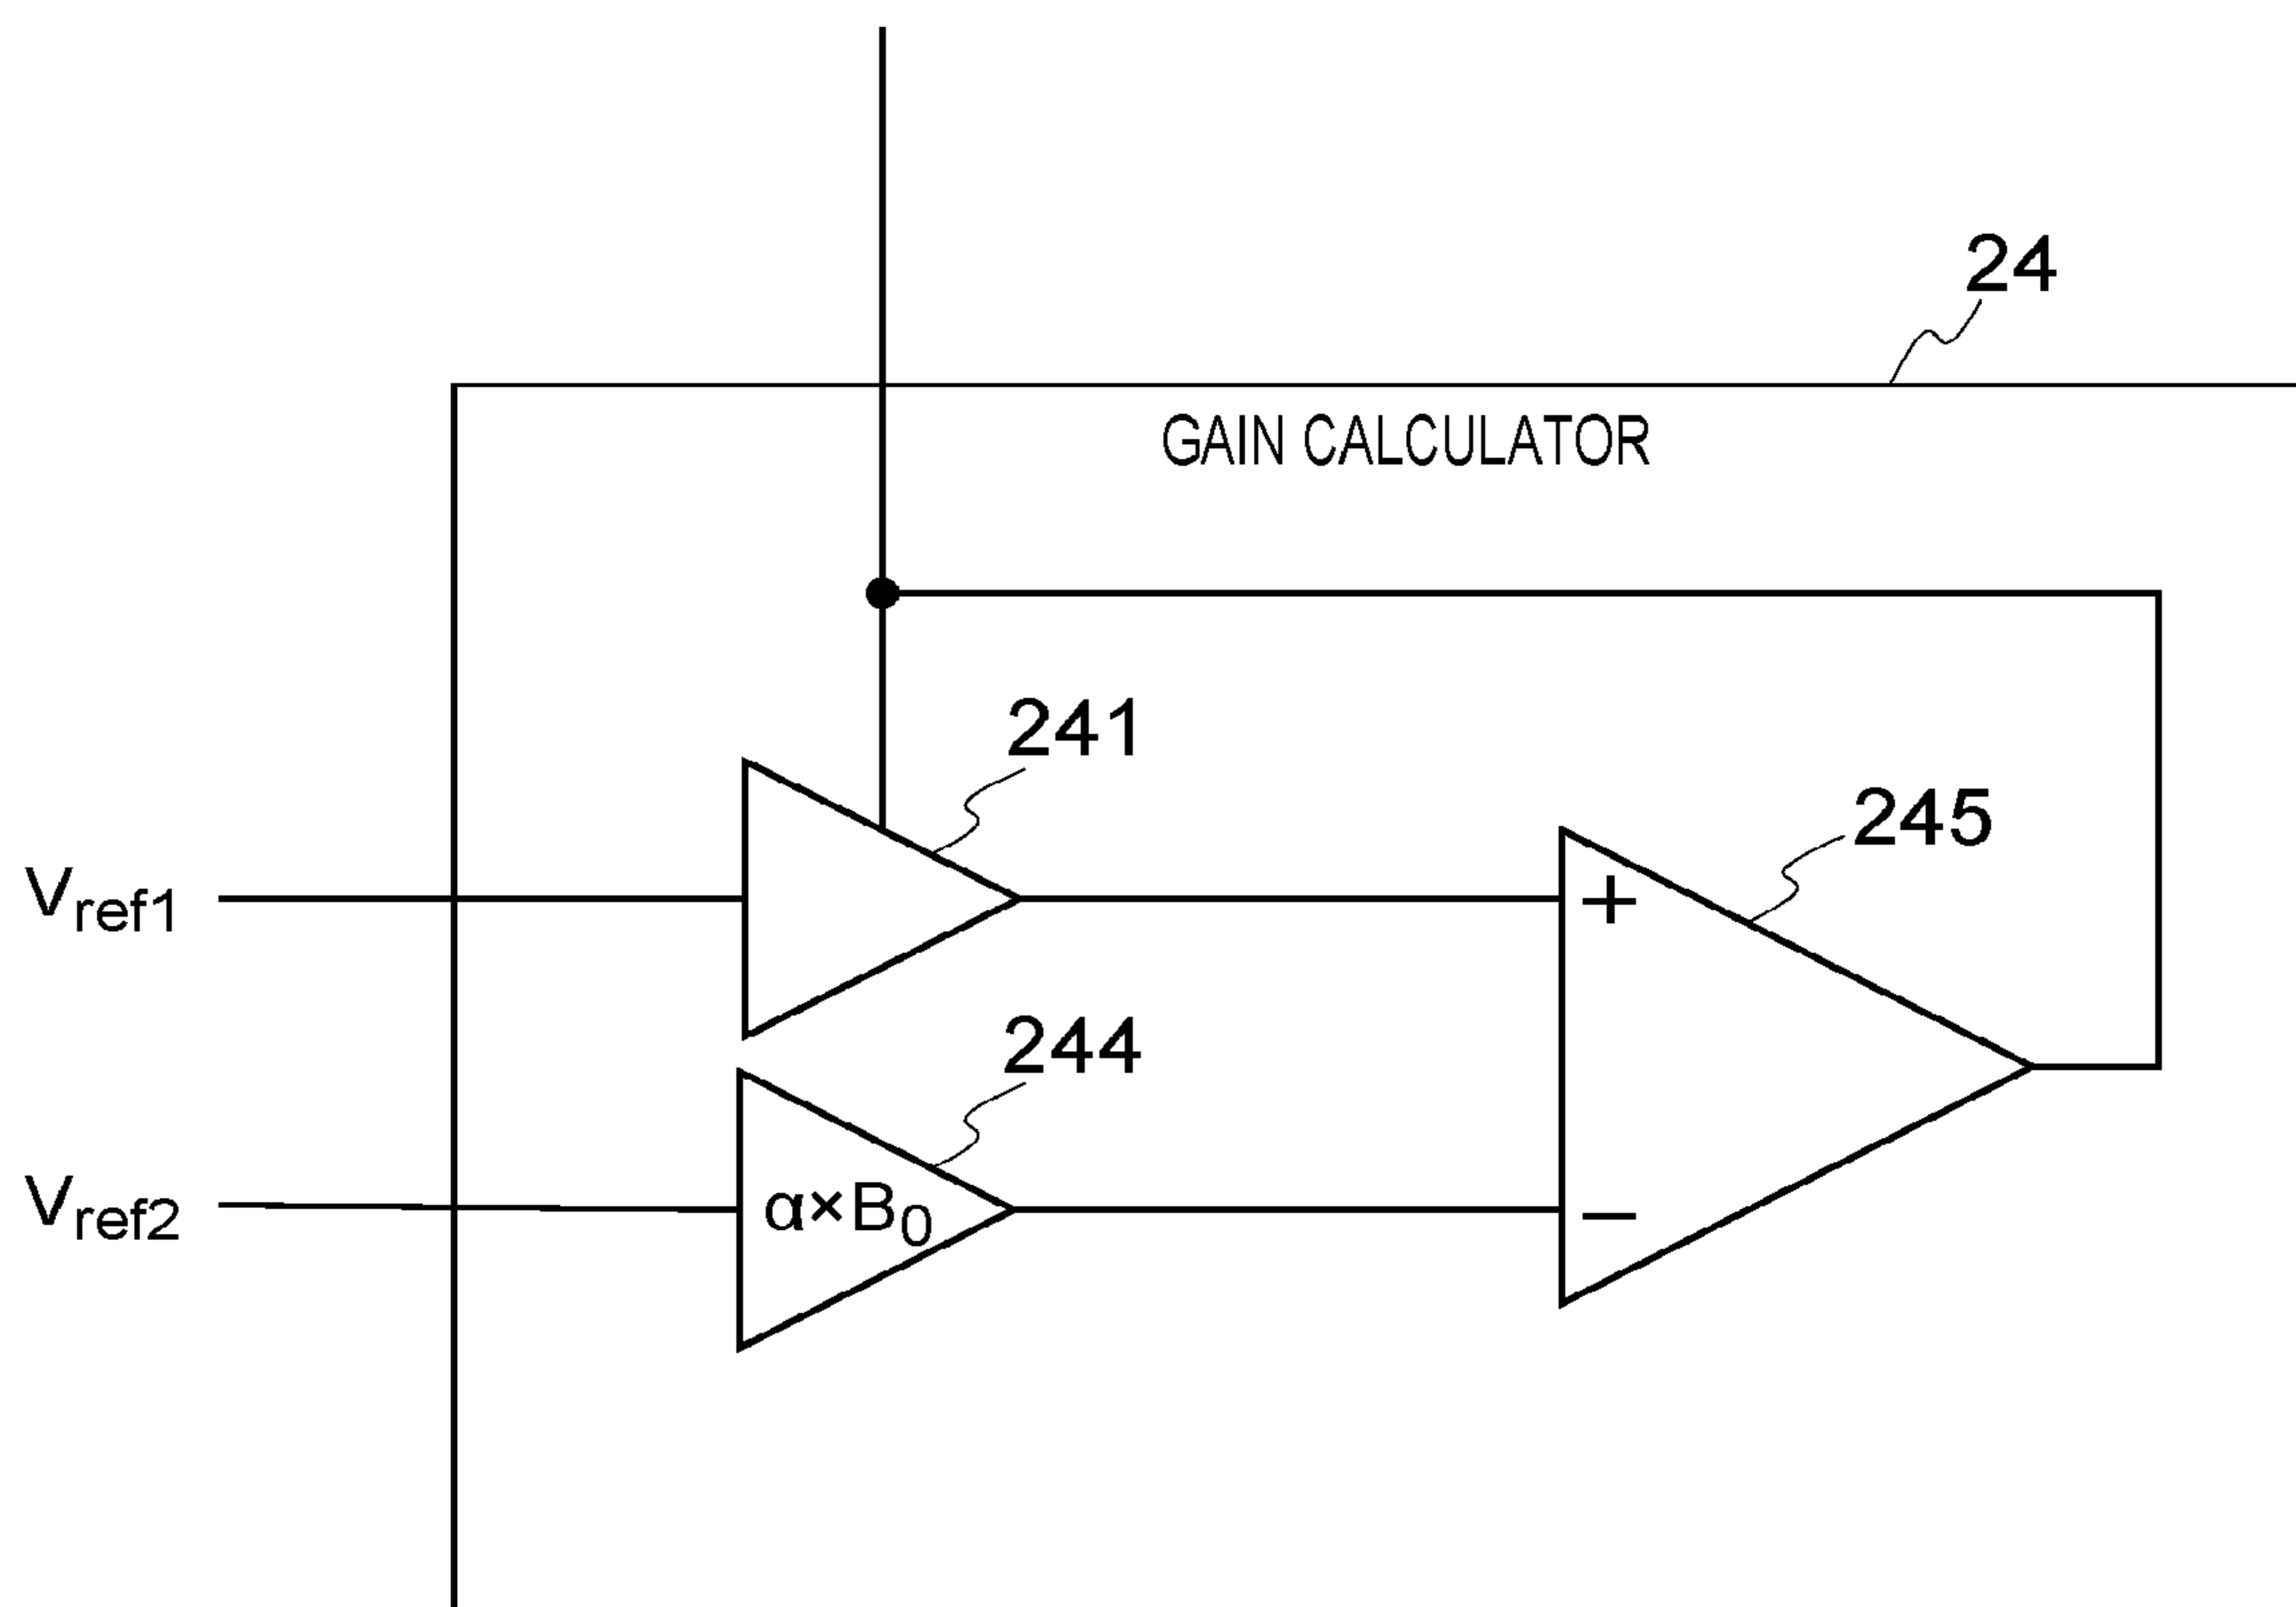 24
GAIN CALCULATOR
241
245
Vref1
+
244
Vref2
α×B0
−